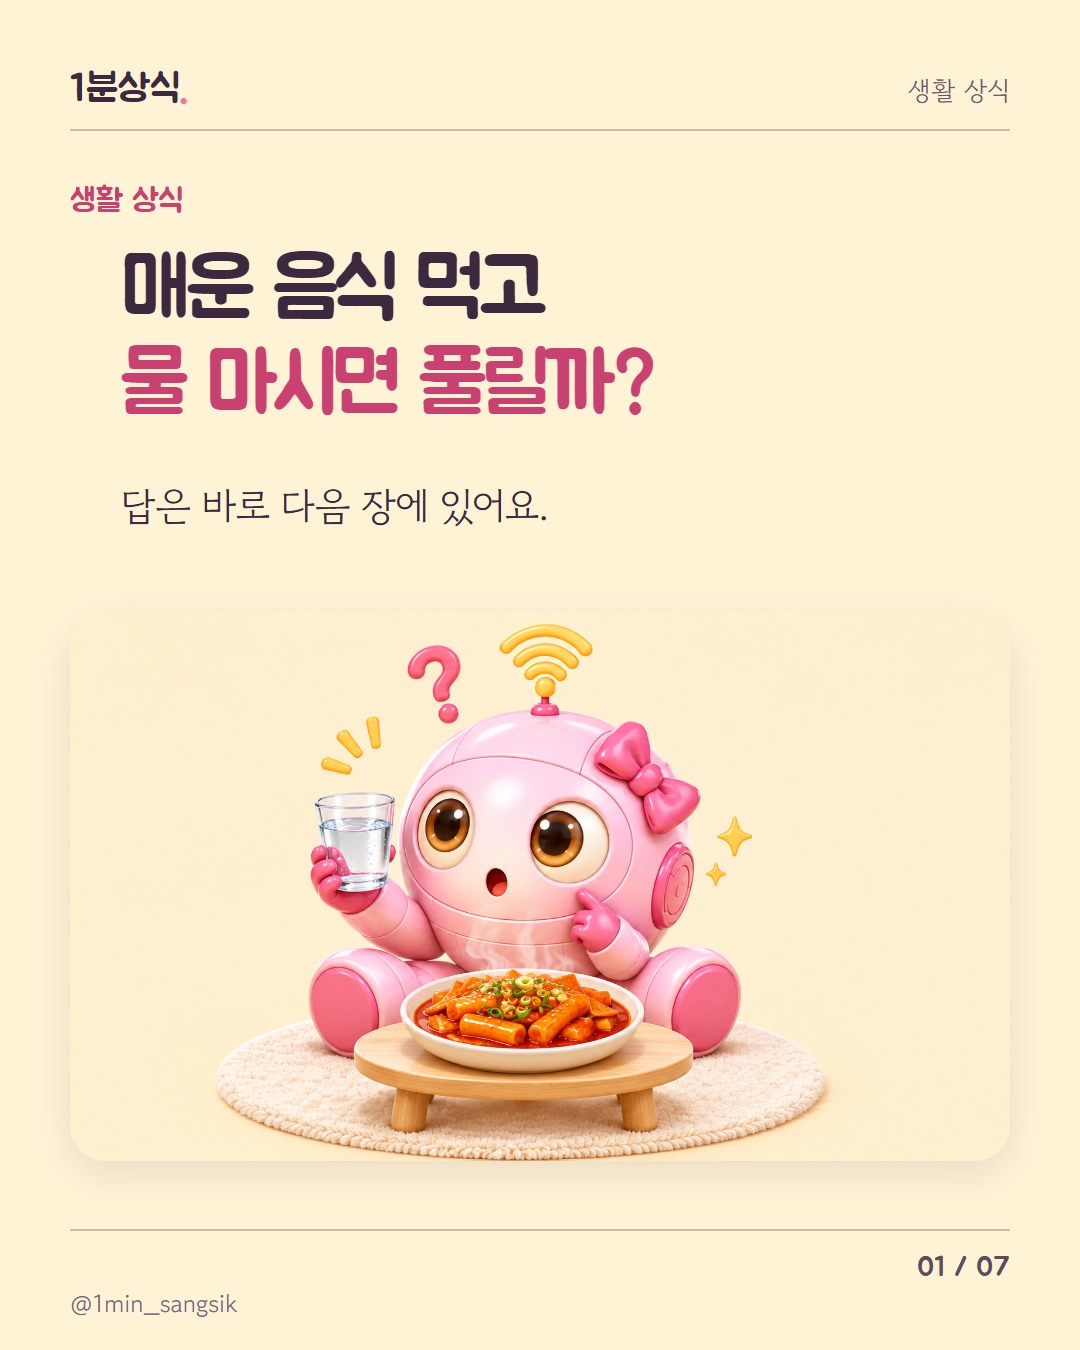 1분상식.
생활 상식
생활 상식
매운 음식 먹고
물 마시면 풀릴까?
답은 바로 다음 장에 있어요.
?
01 / 07
@1min_sangsik